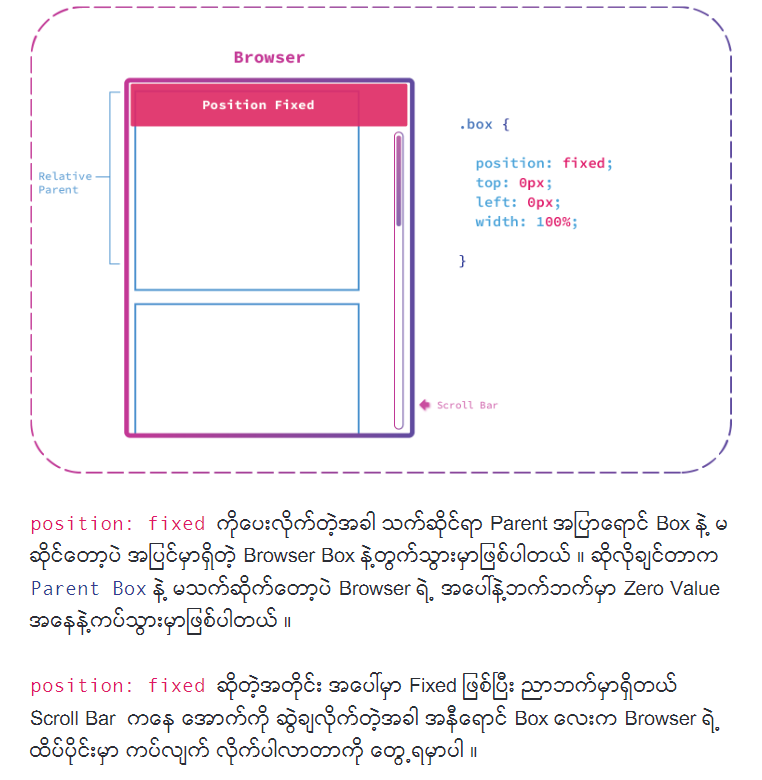 Browser
Position Fixed
Relative
Parent
.box {
position: fixed;
top: 0px;
left: 0px;
width: 100%;
}
Scroll Bar
position: fixed ကိုပေးလိုက်တဲ့အခါ သက်ဆိုင်ရာ Parent အပြာရောင် Box နဲ့ မ
ဆိုင်တော့ပဲ အပြင်မှာရှိတဲ့ Browser Box နဲ့တွက်သွားမှာဖြစ်ပါတယ် ။ ဆိုလိုချင်တာက
Parent Box နဲ့ မသက်ဆိုက်တော့ပဲ Browser ရဲ့ အပေါ်နဲ့ဘက်ဘက်မှာ Zero Value
အနေနဲ့ကပ်သွားမှာဖြစ်ပါတယ် ။
position: fixed ဆိုတဲ့အတိုင်း အပေါ်မှာ Fixed ဖြစ်ပြီး ညာဘက်မှာရှိတယ်
Scroll Bar ကနေ အောက်ကို ဆွဲချလိုက်တဲ့အခါ အနီရောင် Box လေးက Browser ရဲ့
ထိပ်ပိုင်းမှာ ကပ်လျက် လိုက်ပါလာတာကို တွေ့ရမှာပါ ။